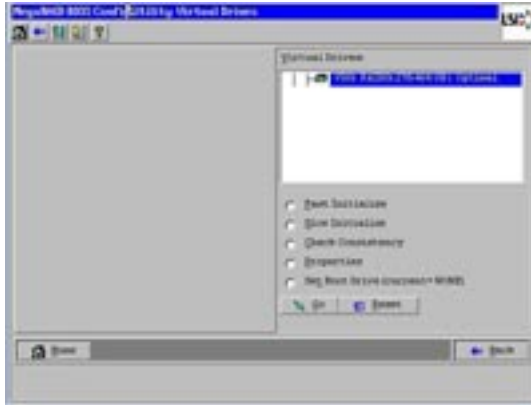 MegaRAID BIOS Config Utility Virtual Drives
LSI
Virtual Drives
Optimal
Fast Initialize
Slow Initialize
Check Consistency
Properties
Set Boot Drive (current= NONE)
Go
Reset
Home
Back